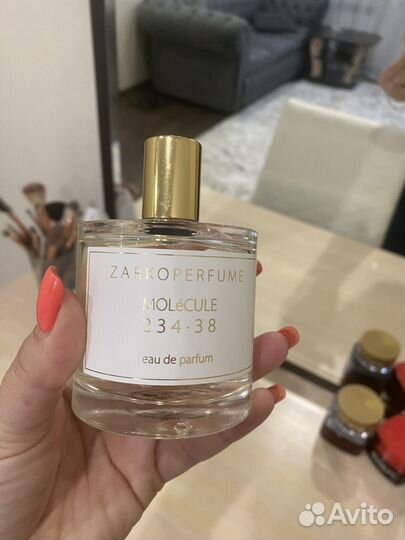 ZARKOPERFUME
MOLéCULE
234·38
eau de parfum
Avito